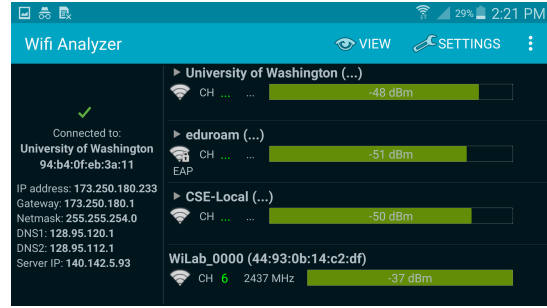 29% 2:21 PM
Wifi Analyzer VIEW SETTINGS
Connected to:
University of Washington
94:b4:0f:eb:3a:11
IP address: 173.250.180.233
Gateway: 173.250.180.1
Netmask: 255.255.254.0
DNS1: 128.95.120.1
DNS2: 128.95.112.1
Server IP: 140.142.5.93
University of Washington (...)
CH ... ... -48 dBm
eduroam (...)
CH ... ... -51 dBm
EAP
CSE-Local (...)
CH ... ... -50 dBm
WiLab_0000 (44:93:0b:14:c2:df)
CH 6 2437 MHz -37 dBm